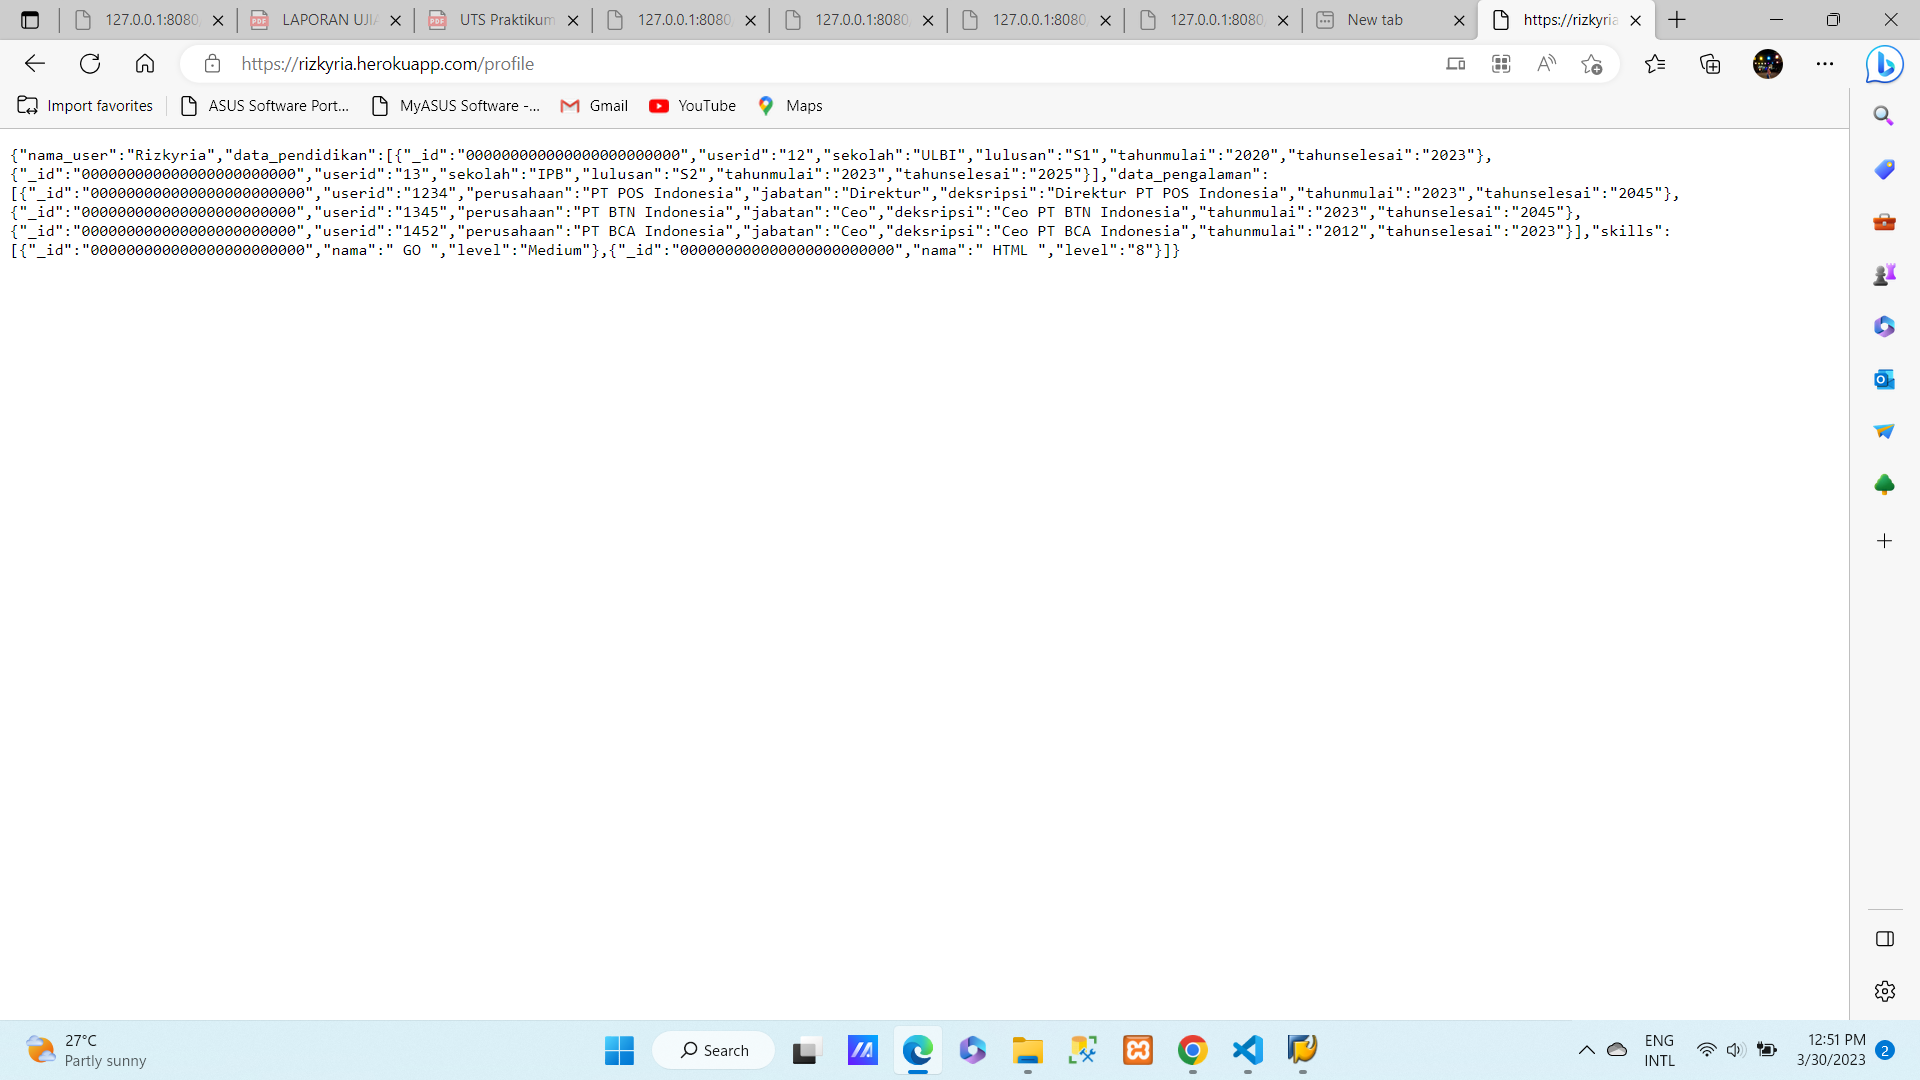 127.0.0.1:8080
LAPORAN UJIA
UTS Praktikum
127.0.0.1:8080
127.0.0.1:8080
127.0.0.1:8080
127.0.0.1:8080
New tab
https://rizkyria
https://rizkyria.herokuapp.com/profile
Import favorites
ASUS Software Port...
MyASUS Software -...
Gmail
YouTube
Maps
{"nama_user":"Rizkyria","data_pendidikan":[{"_id":"000000000000000000000000","userid":"12","sekolah":"ULBI","lulusan":"S1","tahunmulai":"2020","tahunselesai":"2023"},
{"_id":"000000000000000000000000","userid":"13","sekolah":"IPB","lulusan":"S2","tahunmulai":"2023","tahunselesai":"2025"}],"data_pengalaman":
[{"_id":"000000000000000000000000","userid":"1234","perusahaan":"PT POS Indonesia","jabatan":"Direktur","deksripsi":"Direktur PT POS Indonesia","tahunmulai":"2023","tahunselesai":"2045"},
{"_id":"000000000000000000000000","userid":"1345","perusahaan":"PT BTN Indonesia","jabatan":"Ceo","deksripsi":"Ceo PT BTN Indonesia","tahunmulai":"2023","tahunselesai":"2045"},
{"_id":"000000000000000000000000","userid":"1452","perusahaan":"PT BCA Indonesia","jabatan":"Ceo","deksripsi":"Ceo PT BCA Indonesia","tahunmulai":"2012","tahunselesai":"2023"}],"skills":
[{"_id":"000000000000000000000000","nama":" GO ","level":"Medium"},{"_id":"000000000000000000000000","nama":" HTML ","level":"8"}]}
27°C
Partly sunny
Search
ENG
INTL
12:51 PM
3/30/2023
2